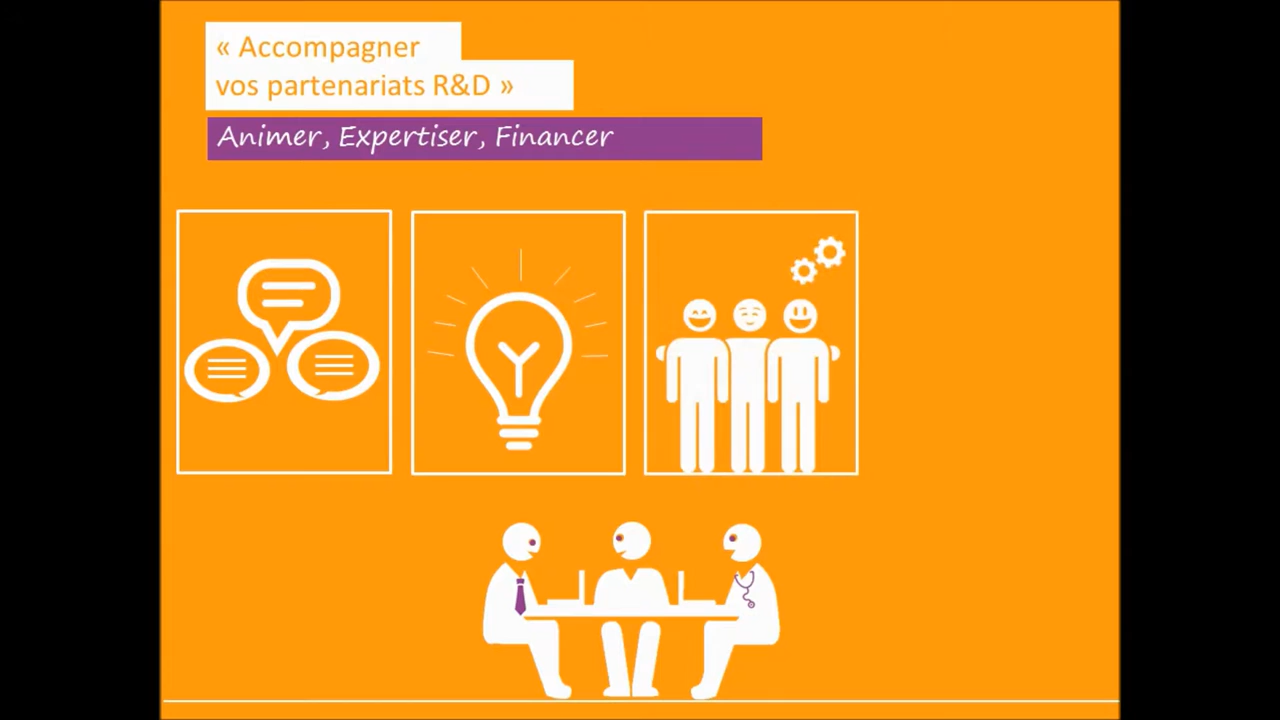 « Accompagner
vos partenariats R&D »
Animer, Expertiser, Financer